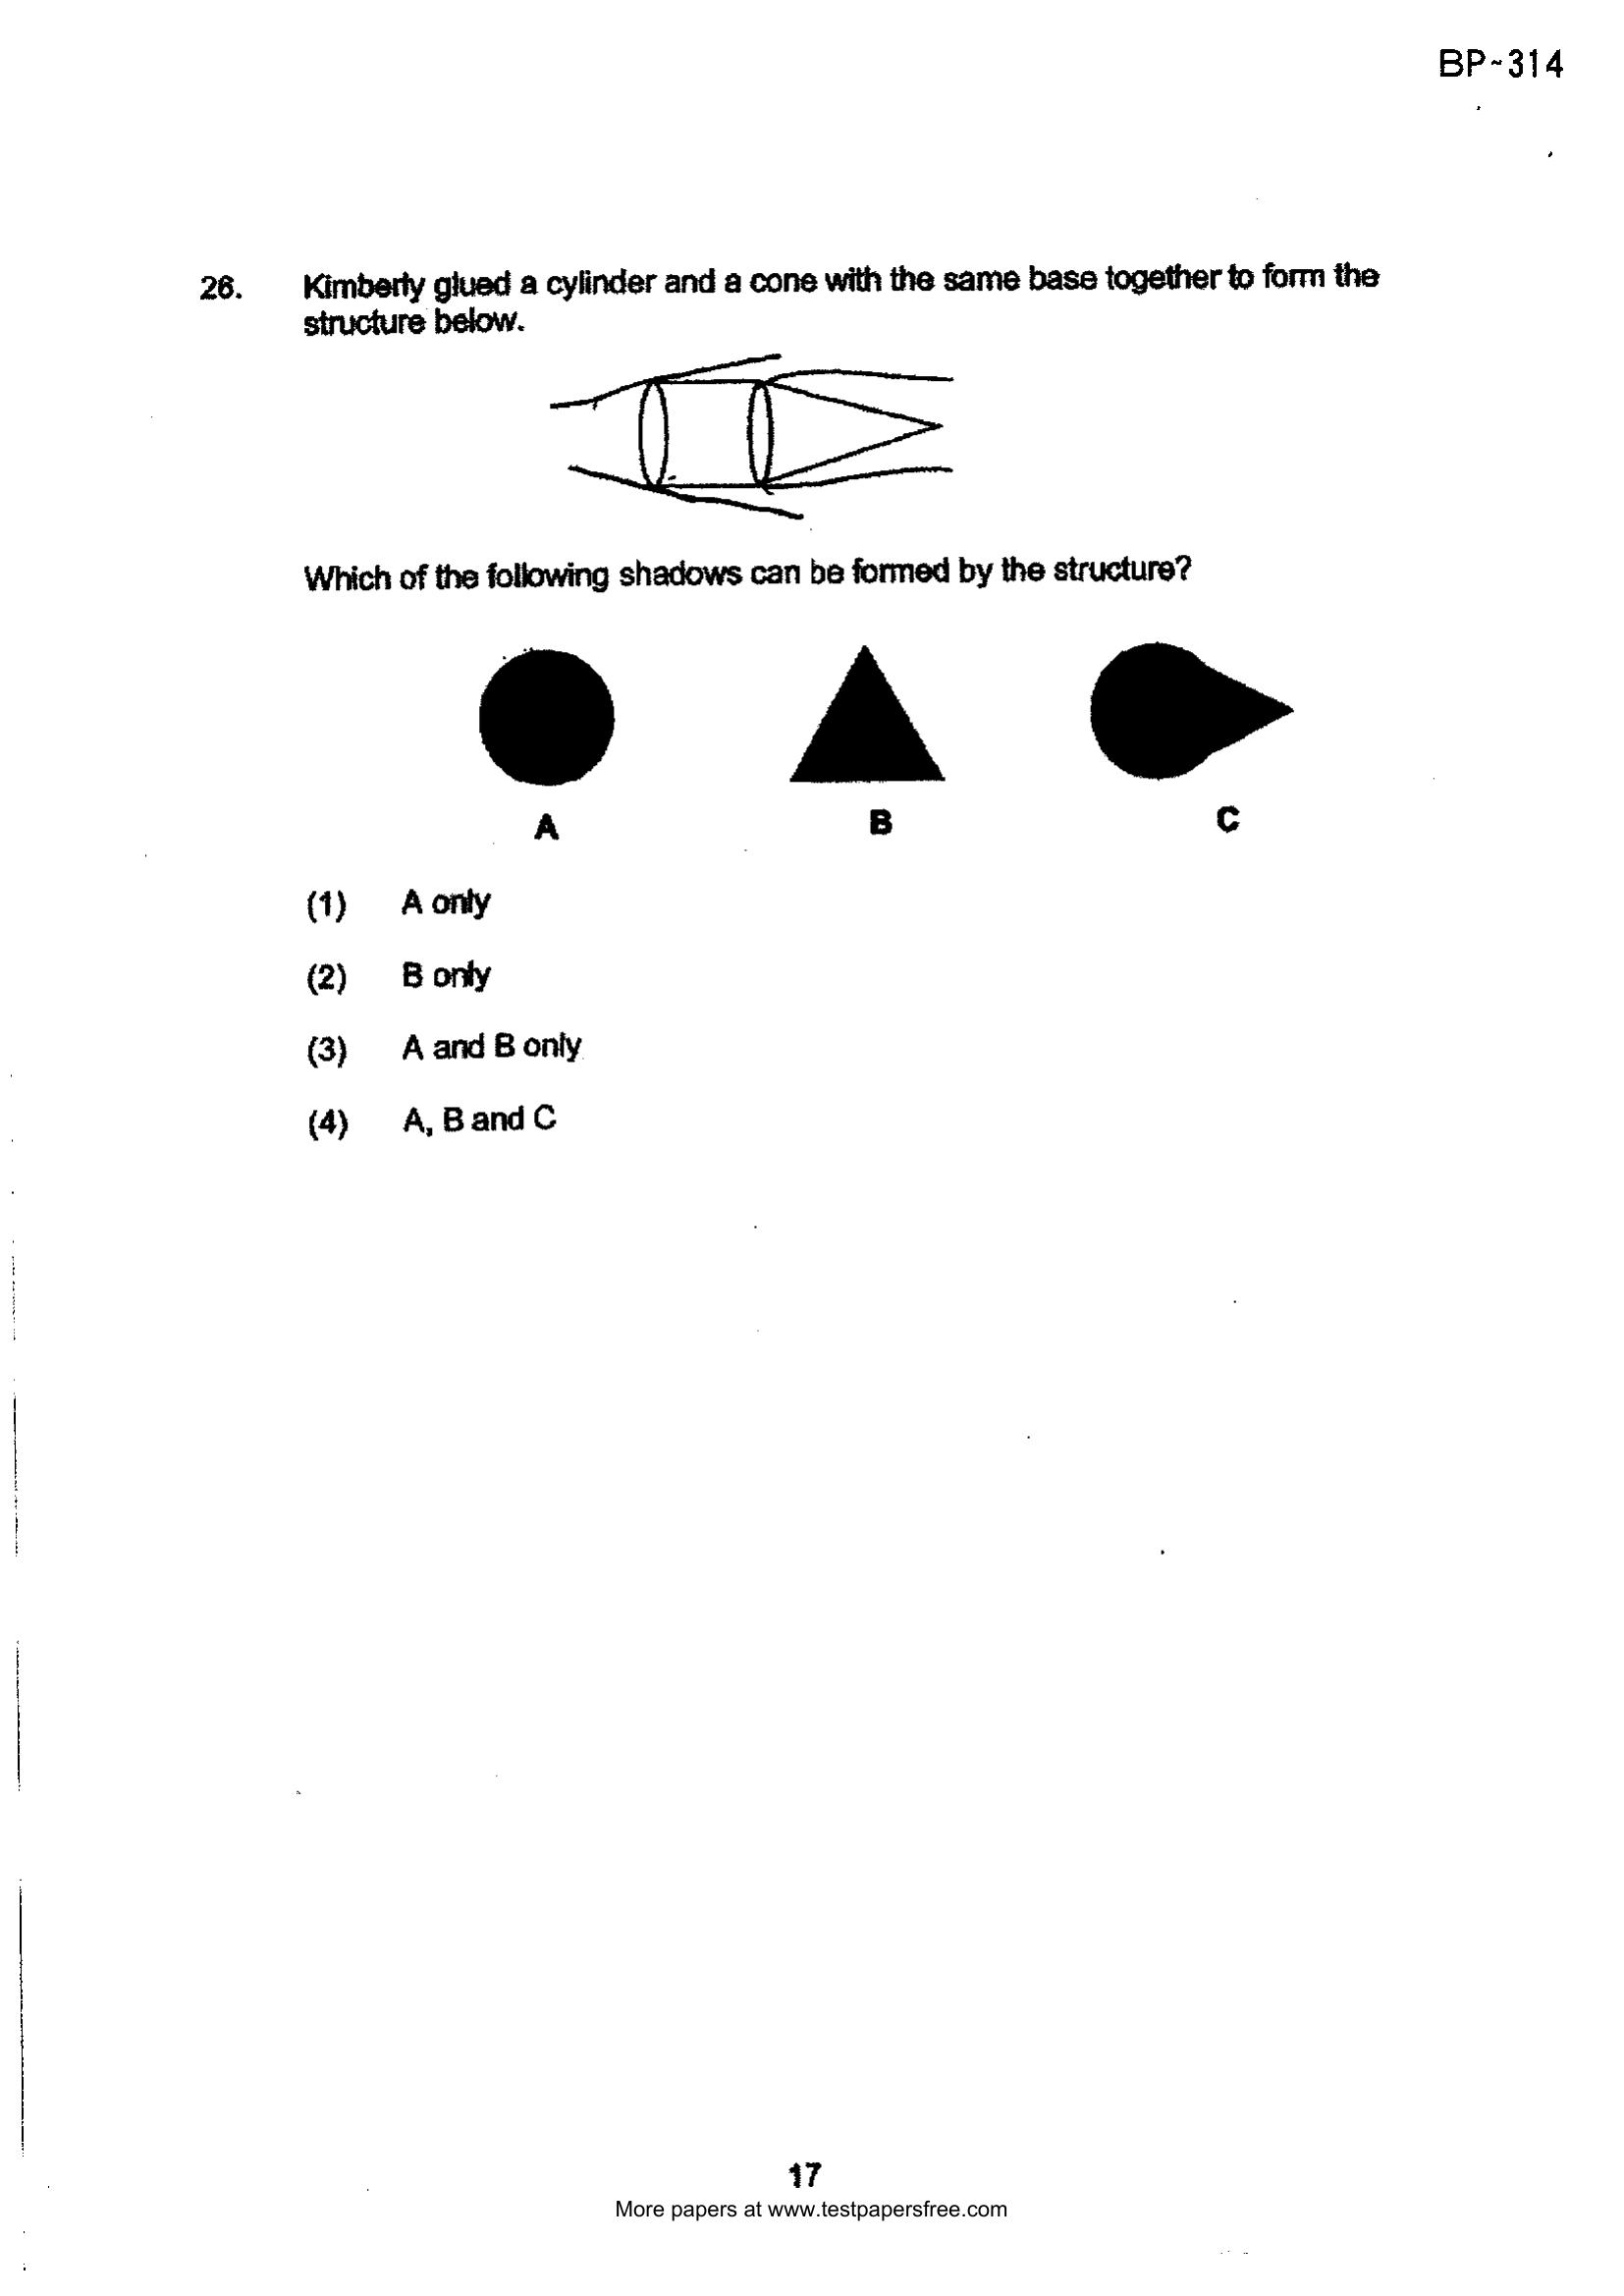 BP~314
26. Kimberly glued a cylinder and a cone with the same base together to form the
structure below.
Which of the following shadows can be formed by the structure?
A B C
(1) A only
(2) B only
(3) A and B only
(4) A, B and C
17
More papers at www.testpapersfree.com